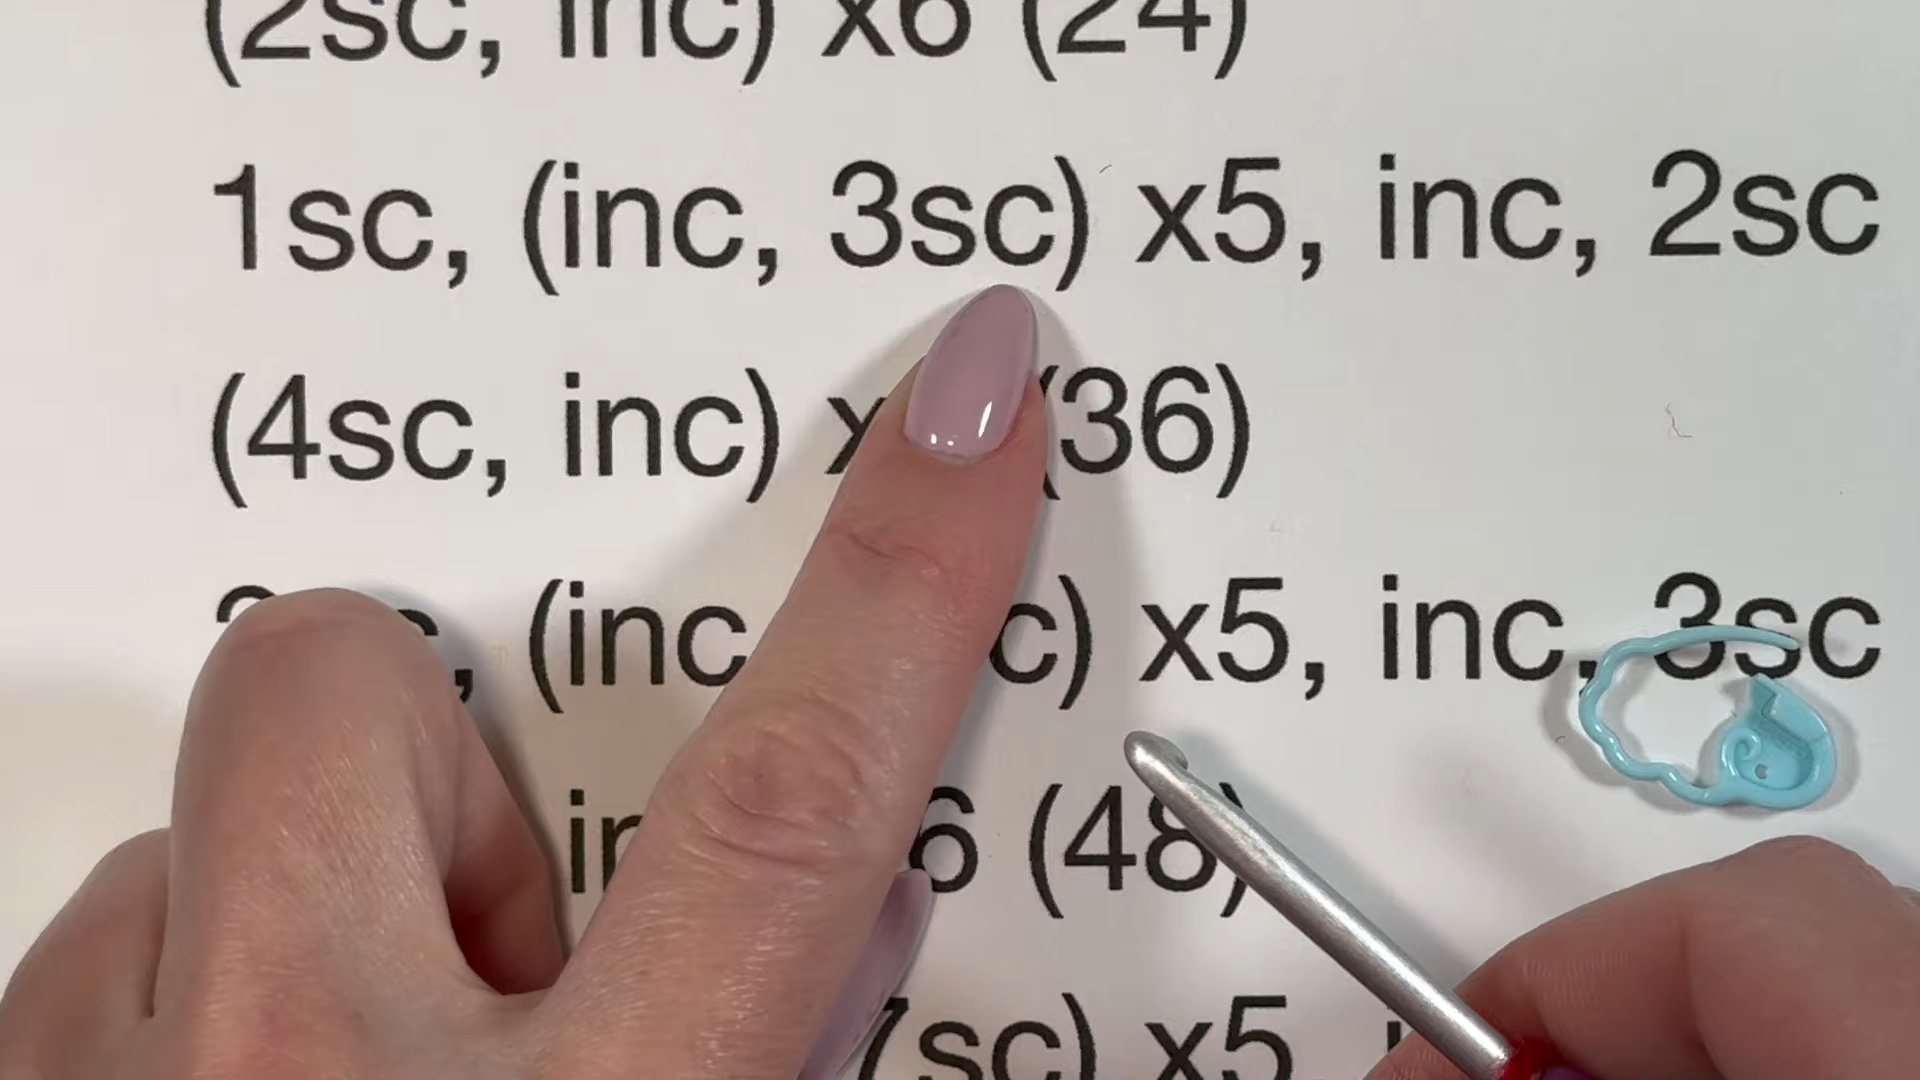 (2sc, inc) x6 (24)
1sc, (inc, 3sc) x5, inc, 2sc
(4sc, inc) (36)
(inc x5, inc, 3sc
6 (48)
7sc) x5